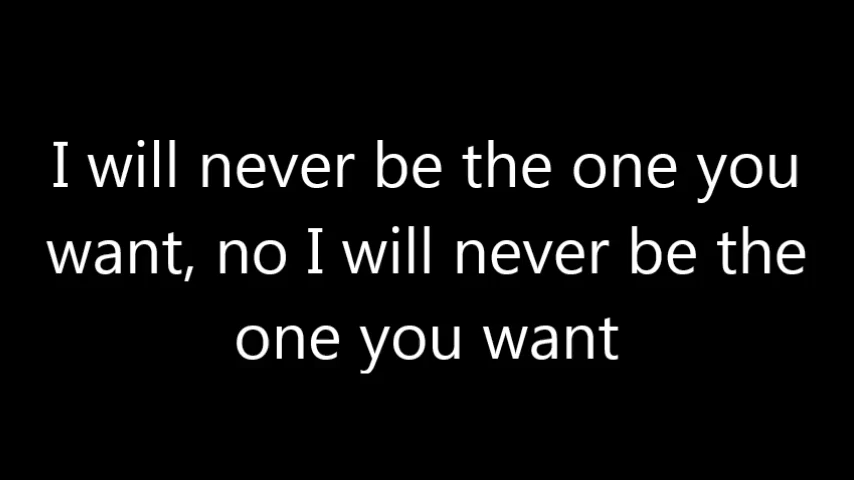 I will never be the one you
want, no I will never be the
one you want